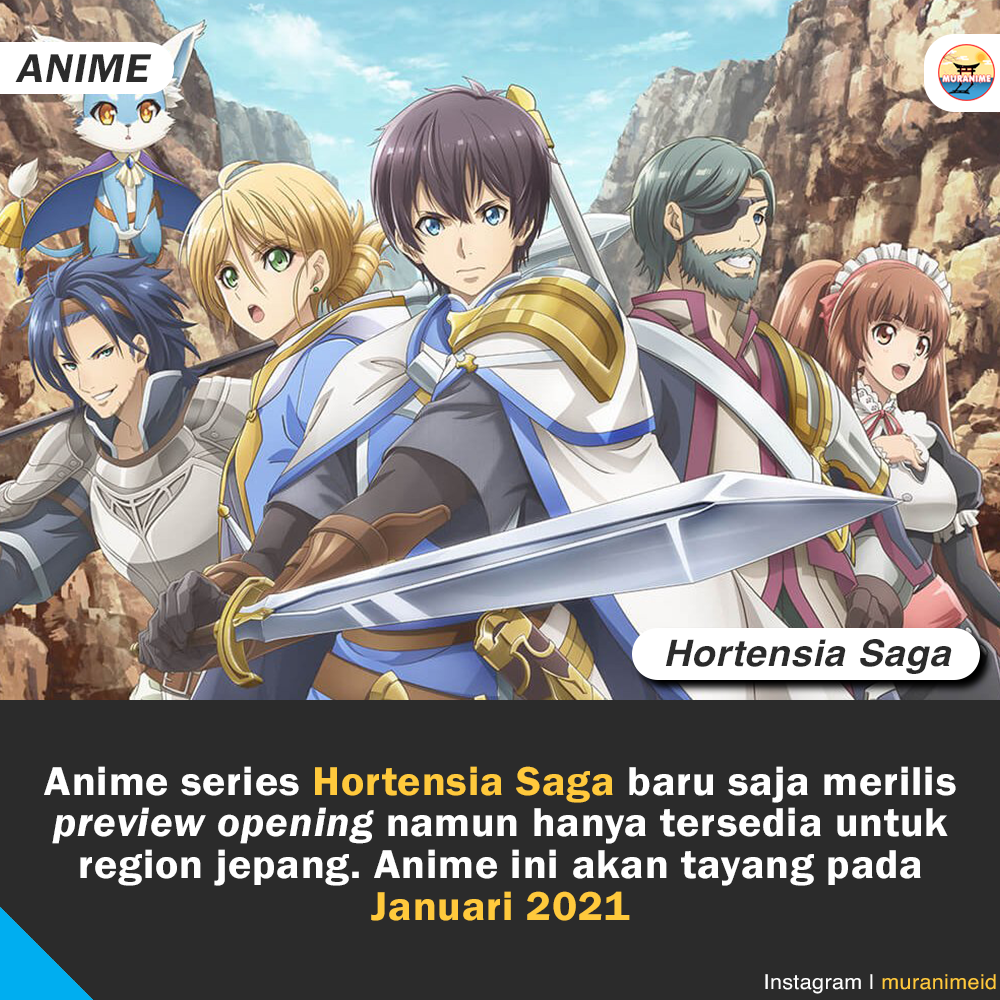 ANIME
MURANIME
Hortensia Saga
Anime series Hortensia Saga baru saja merilis
preview opening namun hanya tersedia untuk
region jepang. Anime ini akan tayang pada
Januari 2021
Instagram | muranimeid